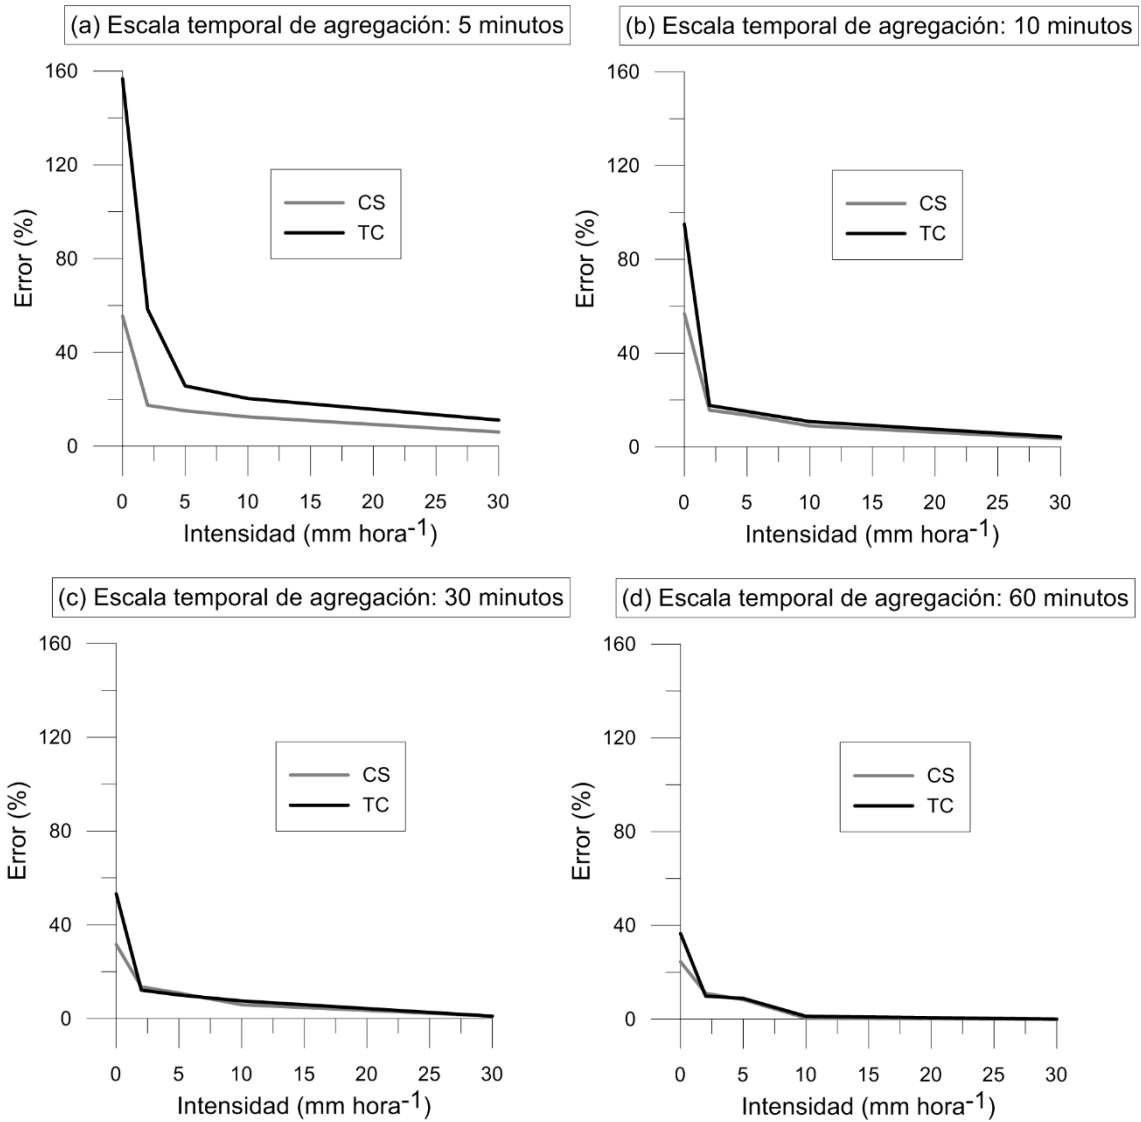 (a) Escala temporal de agregación: 5 minutos
160
120
80
40
0
Error (%)
CS
TC
0 5 10 15 20 25 30
Intensidad (mm hora-1)
(b) Escala temporal de agregación: 10 minutos
160
120
80
40
0
Error (%)
CS
TC
0 5 10 15 20 25 30
Intensidad (mm hora-1)
(c) Escala temporal de agregación: 30 minutos
160
120
80
40
0
Error (%)
CS
TC
0 5 10 15 20 25 30
Intensidad (mm hora-1)
(d) Escala temporal de agregación: 60 minutos
160
120
80
40
0
Error (%)
CS
TC
0 5 10 15 20 25 30
Intensidad (mm hora-1)